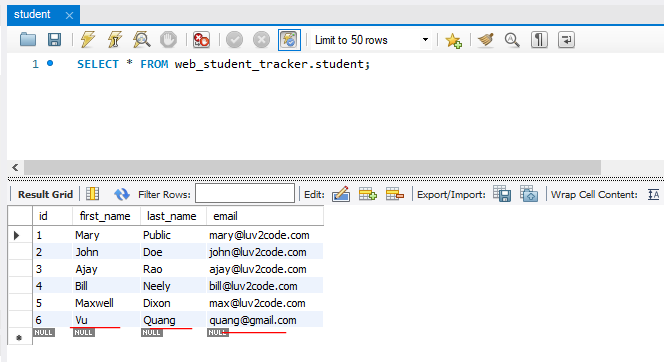 student
Limit to 50 rows
1 SELECT * FROM web_student_tracker.student;
Result Grid Filter Rows: Edit: Export/Import: Wrap Cell Content:
id first_name last_name email
1 Mary Public mary@luv2code.com
2 John Doe john@luv2code.com
3 Ajay Rao ajay@luv2code.com
4 Bill Neely bill@luv2code.com
5 Maxwell Dixon max@luv2code.com
6 Vu Quang quang@gmail.com
NULL NULL NULL NULL